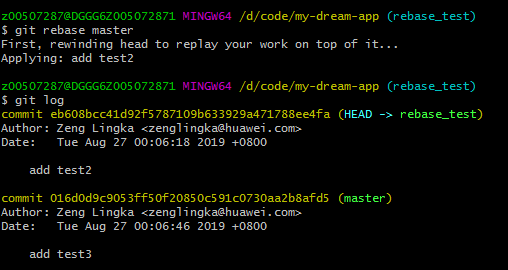 z00507287@DGGG6Z005072871 MINGW64 /d/code/my-dream-app (rebase_test)
$ git rebase master
First, rewinding head to replay your work on top of it...
Applying: add test2
z00507287@DGGG6Z005072871 MINGW64 /d/code/my-dream-app (rebase_test)
$ git log
commit eb608bcc41d92f5787109b633929a471788ee4fa (HEAD -> rebase_test)
Author: Zeng Lingka <zenglingka@huawei.com>
Date:   Tue Aug 27 00:06:18 2019 +0800
add test2
commit 016d0d9c9053ff50f20850c591c0730aa2b8afd5 (master)
Author: Zeng Lingka <zenglingka@huawei.com>
Date:   Tue Aug 27 00:06:46 2019 +0800
add test3